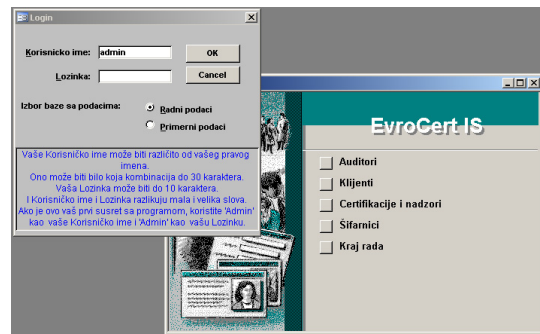 Login
Korisnicko ime: admin
OK
Lozinka:
Cancel
Izbor baze sa podacima:
Radni podaci
Primerni podaci
Vaše Korisničko ime može biti različito od vašeg pravog
imena.
Ono može biti bilo koja kombinacija do 30 karaktera.
Vaša Lozinka može biti do 10 karaktera.
I Korisničko ime i Lozinka razlikuju mala i velika slova.
Ako je ovo vaš prvi susret sa programom, koristite 'Admin'
kao vaše Korisničko ime i 'Admin' kao vašu Lozinku.
EvroCert IS
Auditori
Klijenti
Certifikacije i nadzori
Šifarnici
Kraj rada